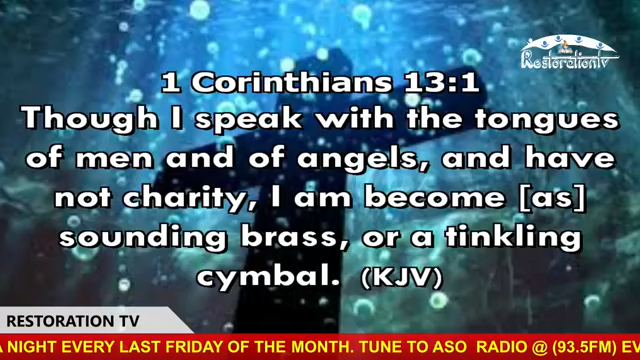 Restorationtv
1 Corinthians 13:1
Though I speak with the tongues
of men and of angels, and have
not charity, I am become [as]
sounding brass, or a tinkling
cymbal. (KJV)
RESTORATION TV
A NIGHT EVERY LAST FRIDAY OF THE MONTH. TUNE TO ASO RADIO @ (93.5FM) EV